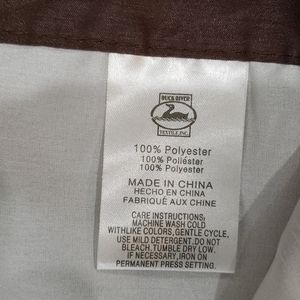 DUCK RIVER
TEXTILE INC
100% Polyester
100% Poliéster
100% Polyester
MADE IN CHINA
HECHO EN CHINA
FABRIQUÉ AUX CHINE
CARE INSTRUCTIONS:
MACHINE WASH COLD
WITHLIKE COLORS, GENTLE CYCLE,
USE MILD DETERGENT.DO NOT
BLEACH.TUMBLE DRY LOW.
IF NECESSARY, IRON ON
PERMANENT PRESS SETTING.